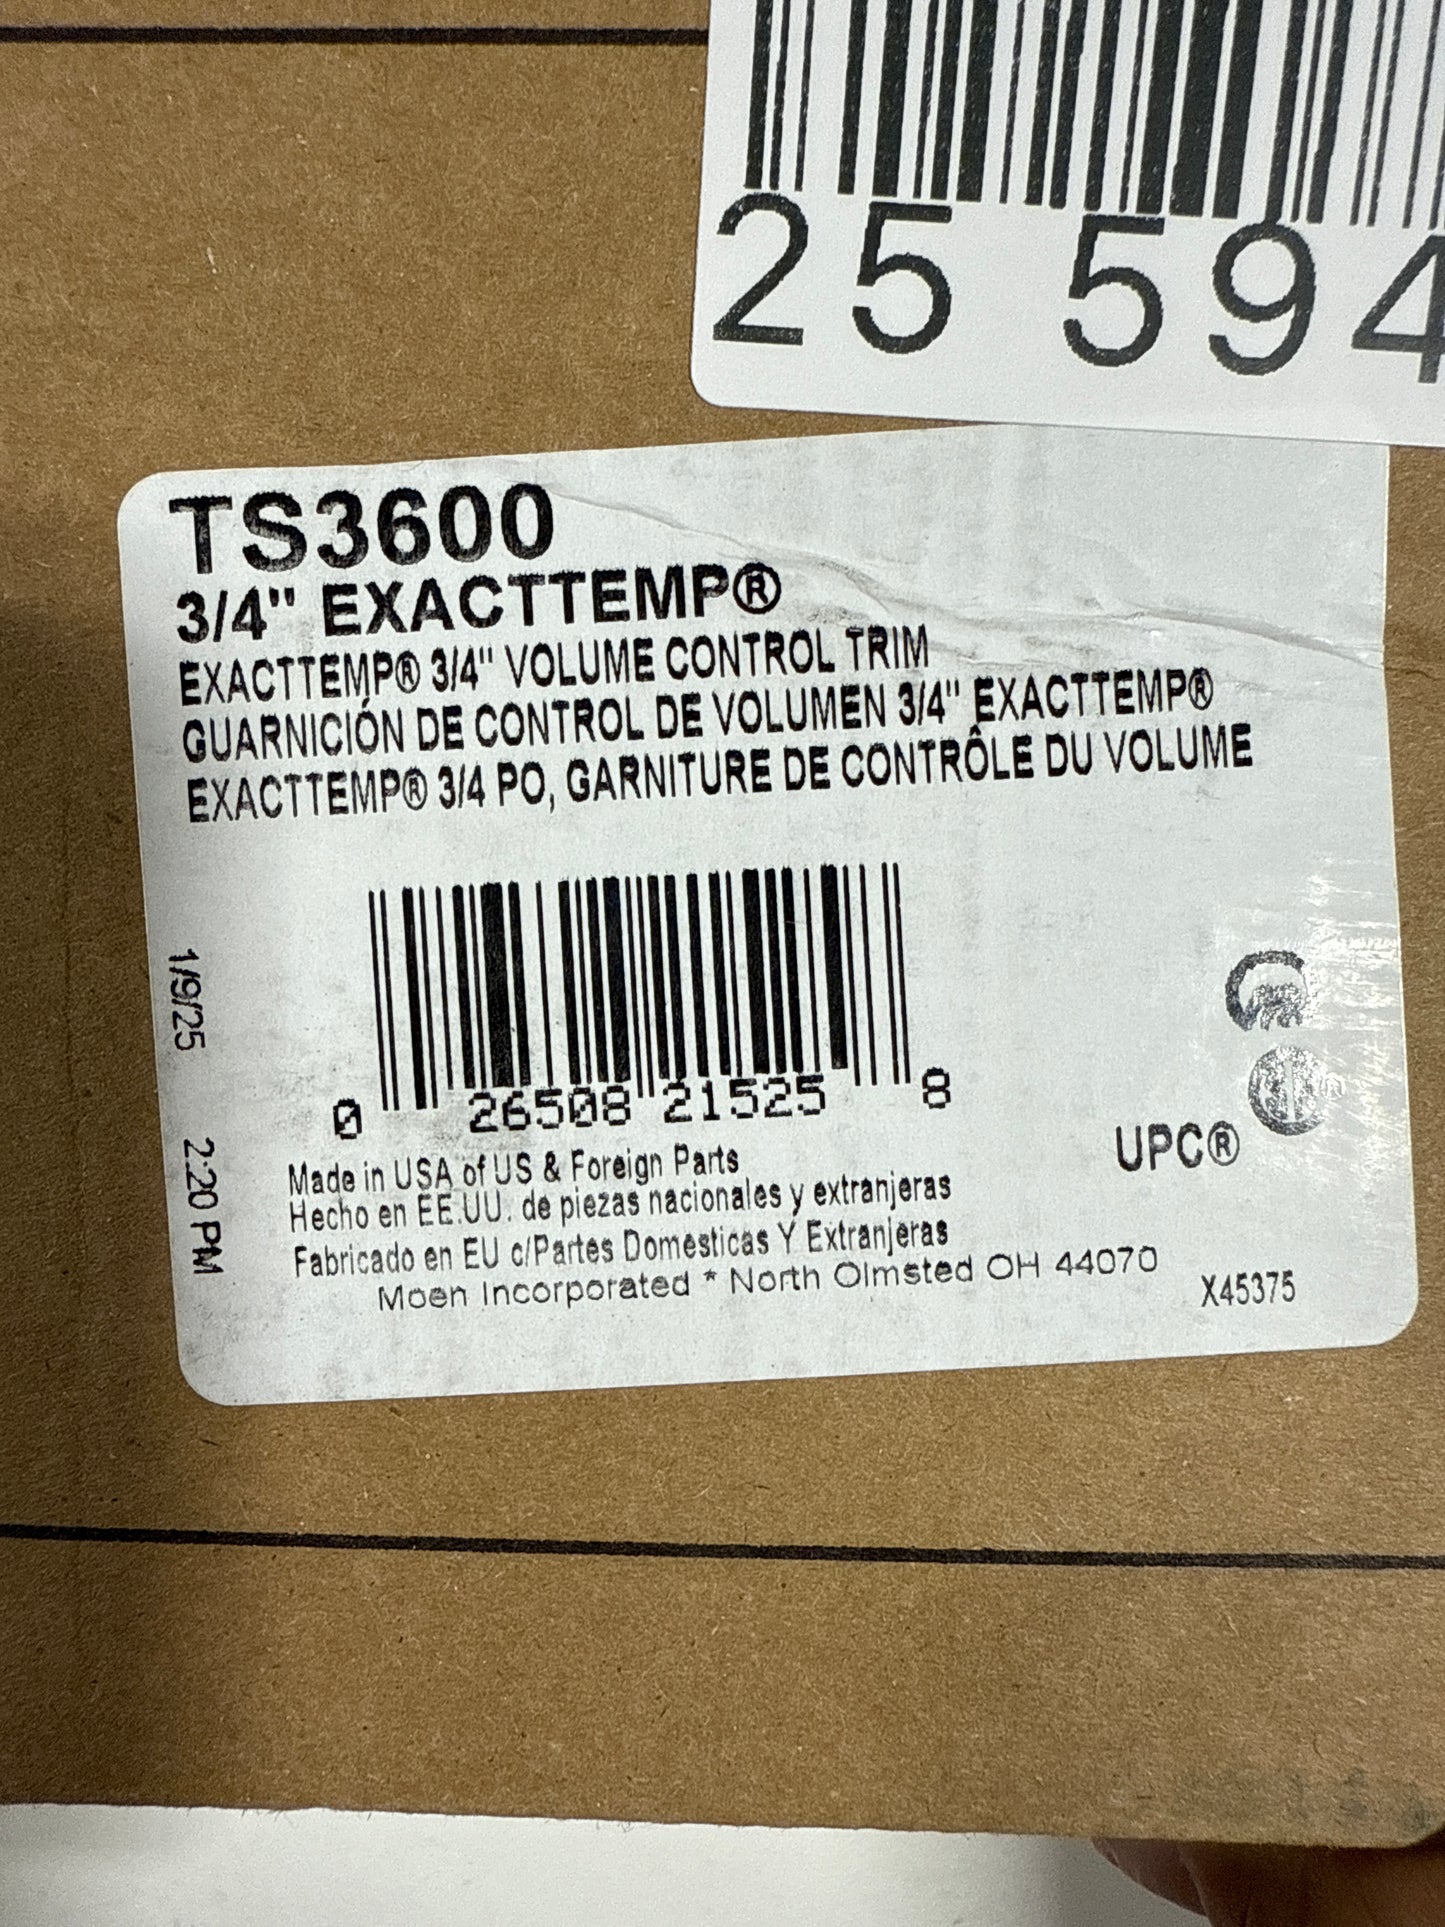 25 594
TS3600
3/4" EXACTTEMP®
EXACTTEMP® 3/4" VOLUME CONTROL TRIM
GUARNICIÓN DE CONTROL DE VOLUMEN 3/4" EXACTTEMP®
EXACTTEMP® 3/4 PO, GARNITURE DE CONTRÔLE DU VOLUME
1/9/25 2:20 PM
0 26508 21525 8
UPC®
Made in USA of US & Foreign Parts
Hecho en EE.UU. de piezas nacionales y extranjeras
Fabricado en EU c/Partes Domesticas Y Extranjeras
Moen Incorporated * North Olmsted OH 44070
X45375